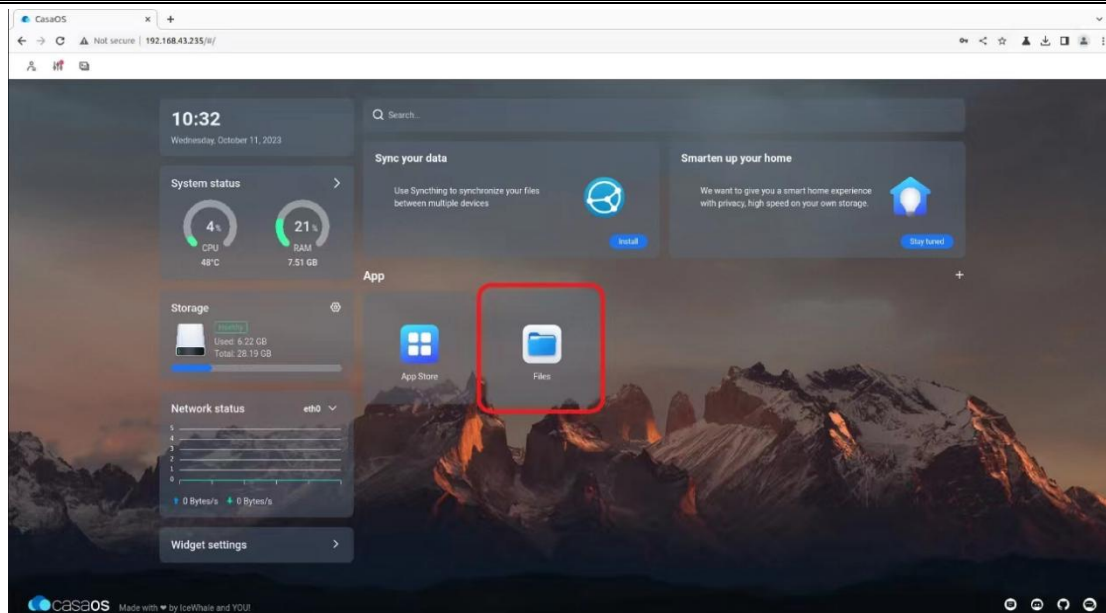 CasaOS
Not secure | 192.168.43.235/#/
10:32
Wednesday, October 11, 2023
Search...
System status
4%
CPU
48°C
21%
RAM
7.51 GB
Sync your data
Use Syncthing to synchronize your files
between multiple devices
Install
Smarten up your home
We want to give you a smart home experience
with privacy, high speed on your own storage.
Stay tuned
App
App Store
Files
Storage
Healthy
Used: 6.22 GB
Total: 28.19 GB
Network status
eth0
5
4
3
2
1
0
0 Bytes/s
0 Bytes/s
Widget settings
CasaOS Made with ❤ by IceWhale and YOU!